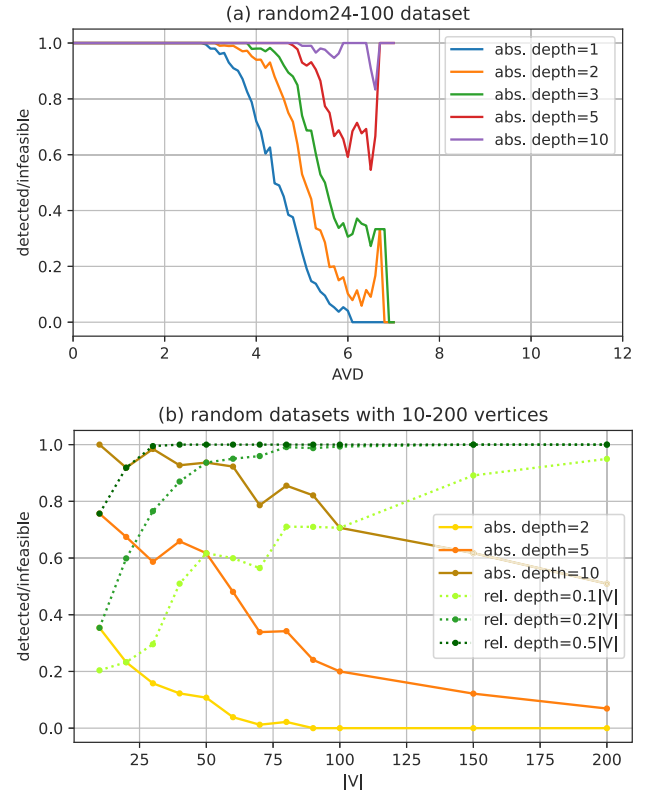 (a) random24-100 dataset
1.0
0.8
0.6
0.4
0.2
0.0
detected/infeasible
abs. depth=1
abs. depth=2
abs. depth=3
abs. depth=5
abs. depth=10
0 2 4 6 8 10 12
AVD
(b) random datasets with 10-200 vertices
1.0
0.8
0.6
0.4
0.2
0.0
detected/infeasible
abs. depth=2
abs. depth=5
abs. depth=10
rel. depth=0.1|V|
rel. depth=0.2|V|
rel. depth=0.5|V|
25 50 75 100 125 150 175 200
|V|